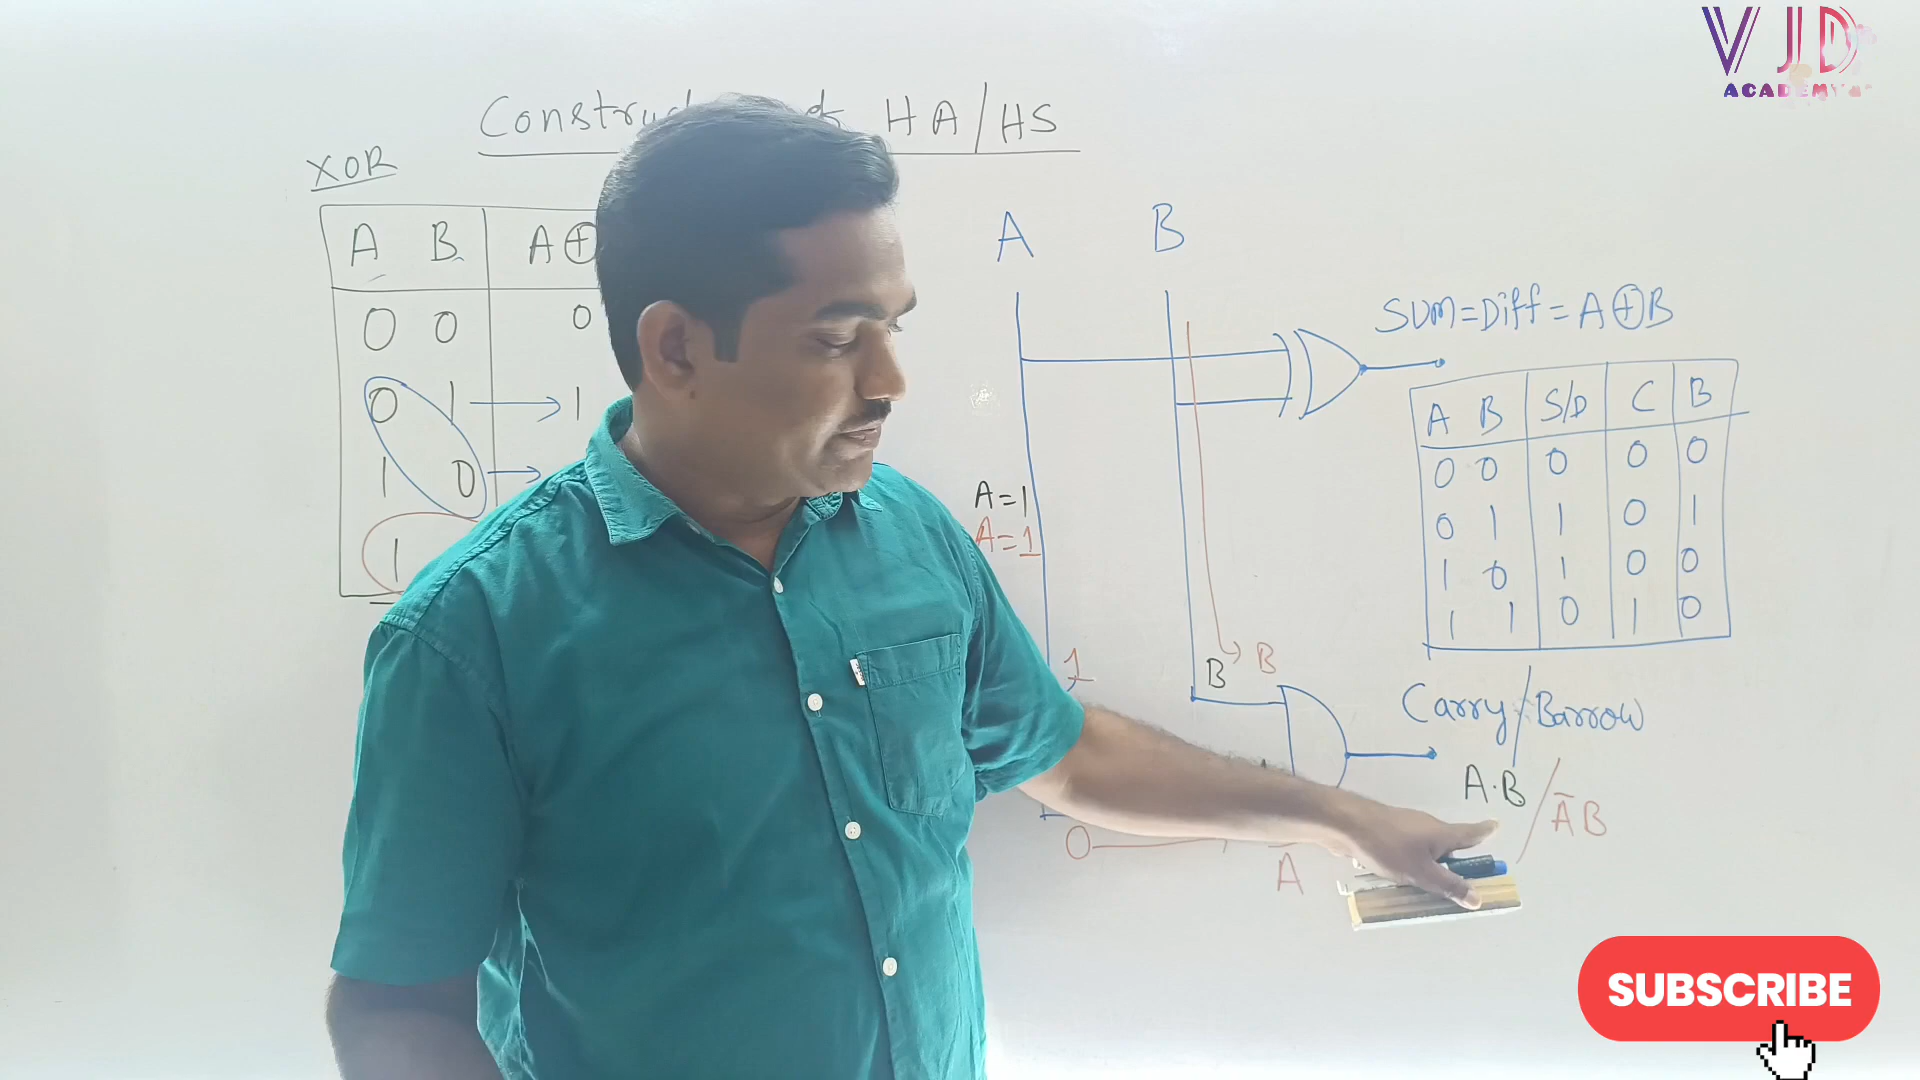 VJD
ACADEMY
HA/HS
XOR
A B A⊕
0 0 0
0 1 → 1
1 0 →
1
A B
SUM=Diff = A⊕B
A B S/D C B
0 0 0 0 0
0 1 1 0 1
1 0 1 0 0
1 1 0 1 0
A=1
A=1
1
B B
Carry/Barrow
A·B / ĀB
0
A
SUBSCRIBE